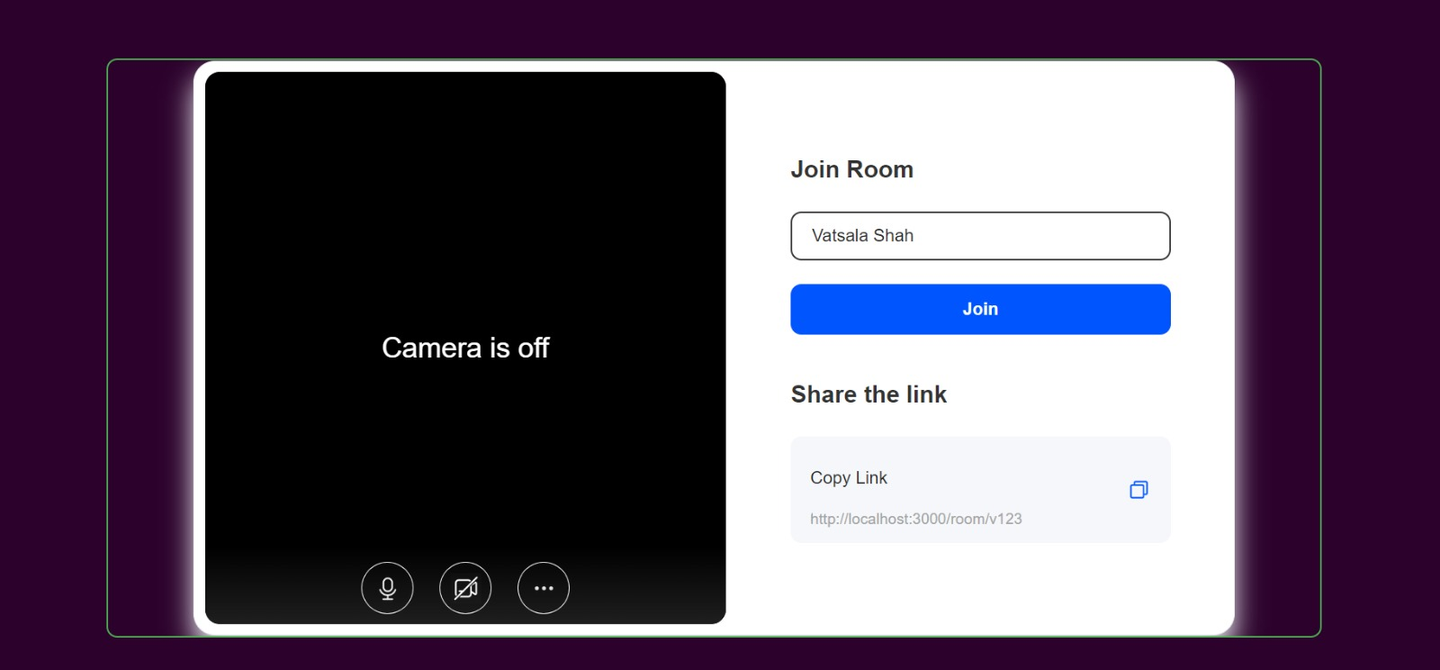 Camera is off
Join Room
Vatsala Shah
Join
Share the link
Copy Link
http://localhost:3000/room/v123